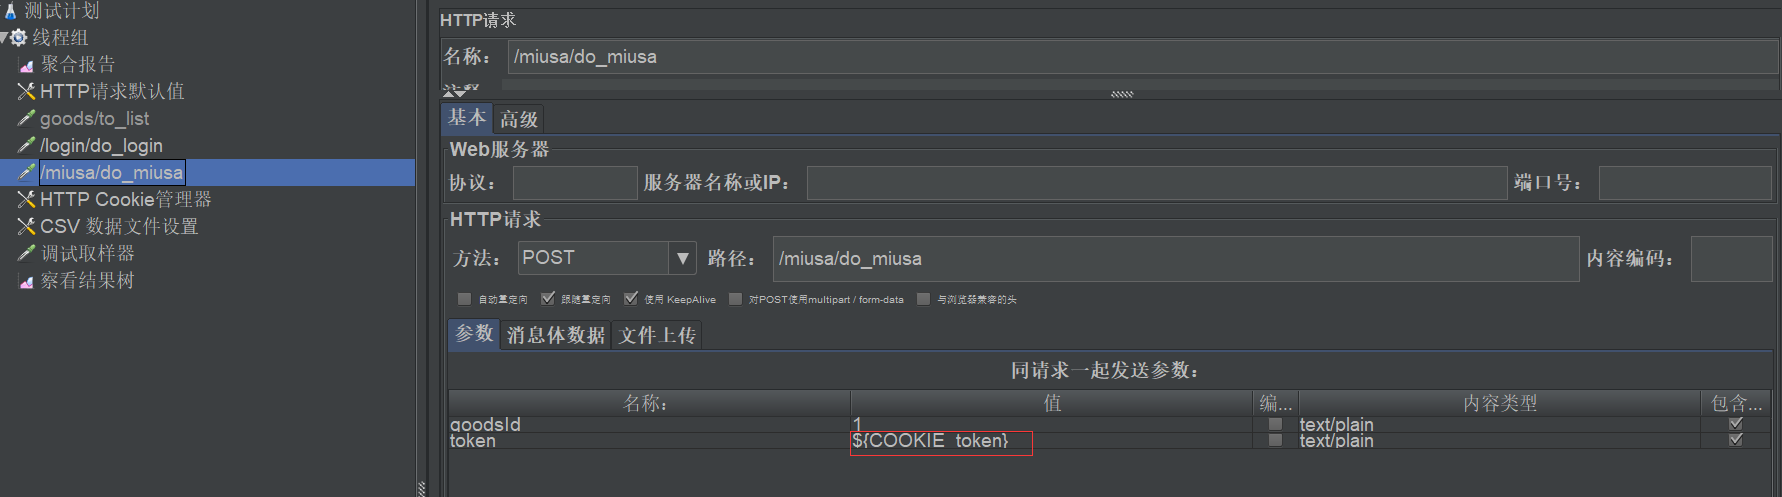 测试计划
线程组
聚合报告
HTTP请求默认值
goods/to_list
/login/do_login
/miusa/do_miusa
HTTP Cookie管理器
CSV 数据文件设置
调试取样器
察看结果树
HTTP请求
名称： /miusa/do_miusa
基本 高级
Web服务器
协议： 服务器名称或IP： 端口号：
HTTP请求
方法： POST 路径： /miusa/do_miusa 内容编码：
自动重定向 跟随重定向 使用 KeepAlive 对POST使用multipart / form-data 与浏览器兼容的头
参数 消息体数据 文件上传
同请求一起发送参数：
名称： 值 编... 内容类型 包含...
goodsId 1 text/plain
token ${COOKIE_token} text/plain